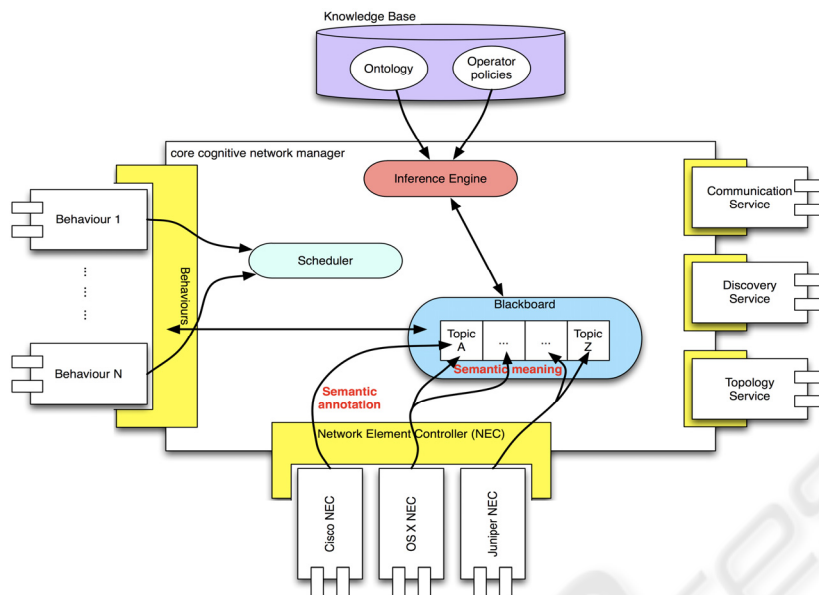 Knowledge Base
Ontology
Operator
policies
core cognitive network manager
Inference Engine
Communication
Service
Behaviour 1
Scheduler
...
...
...
Behaviours
Discovery
Service
Blackboard
Topic
A
...
...
Topic
Z
Behaviour N
Semantic meaning
Semantic
annotation
Topology
Service
Network Element Controller (NEC)
Cisco NEC
OS X NEC
Juniper NEC